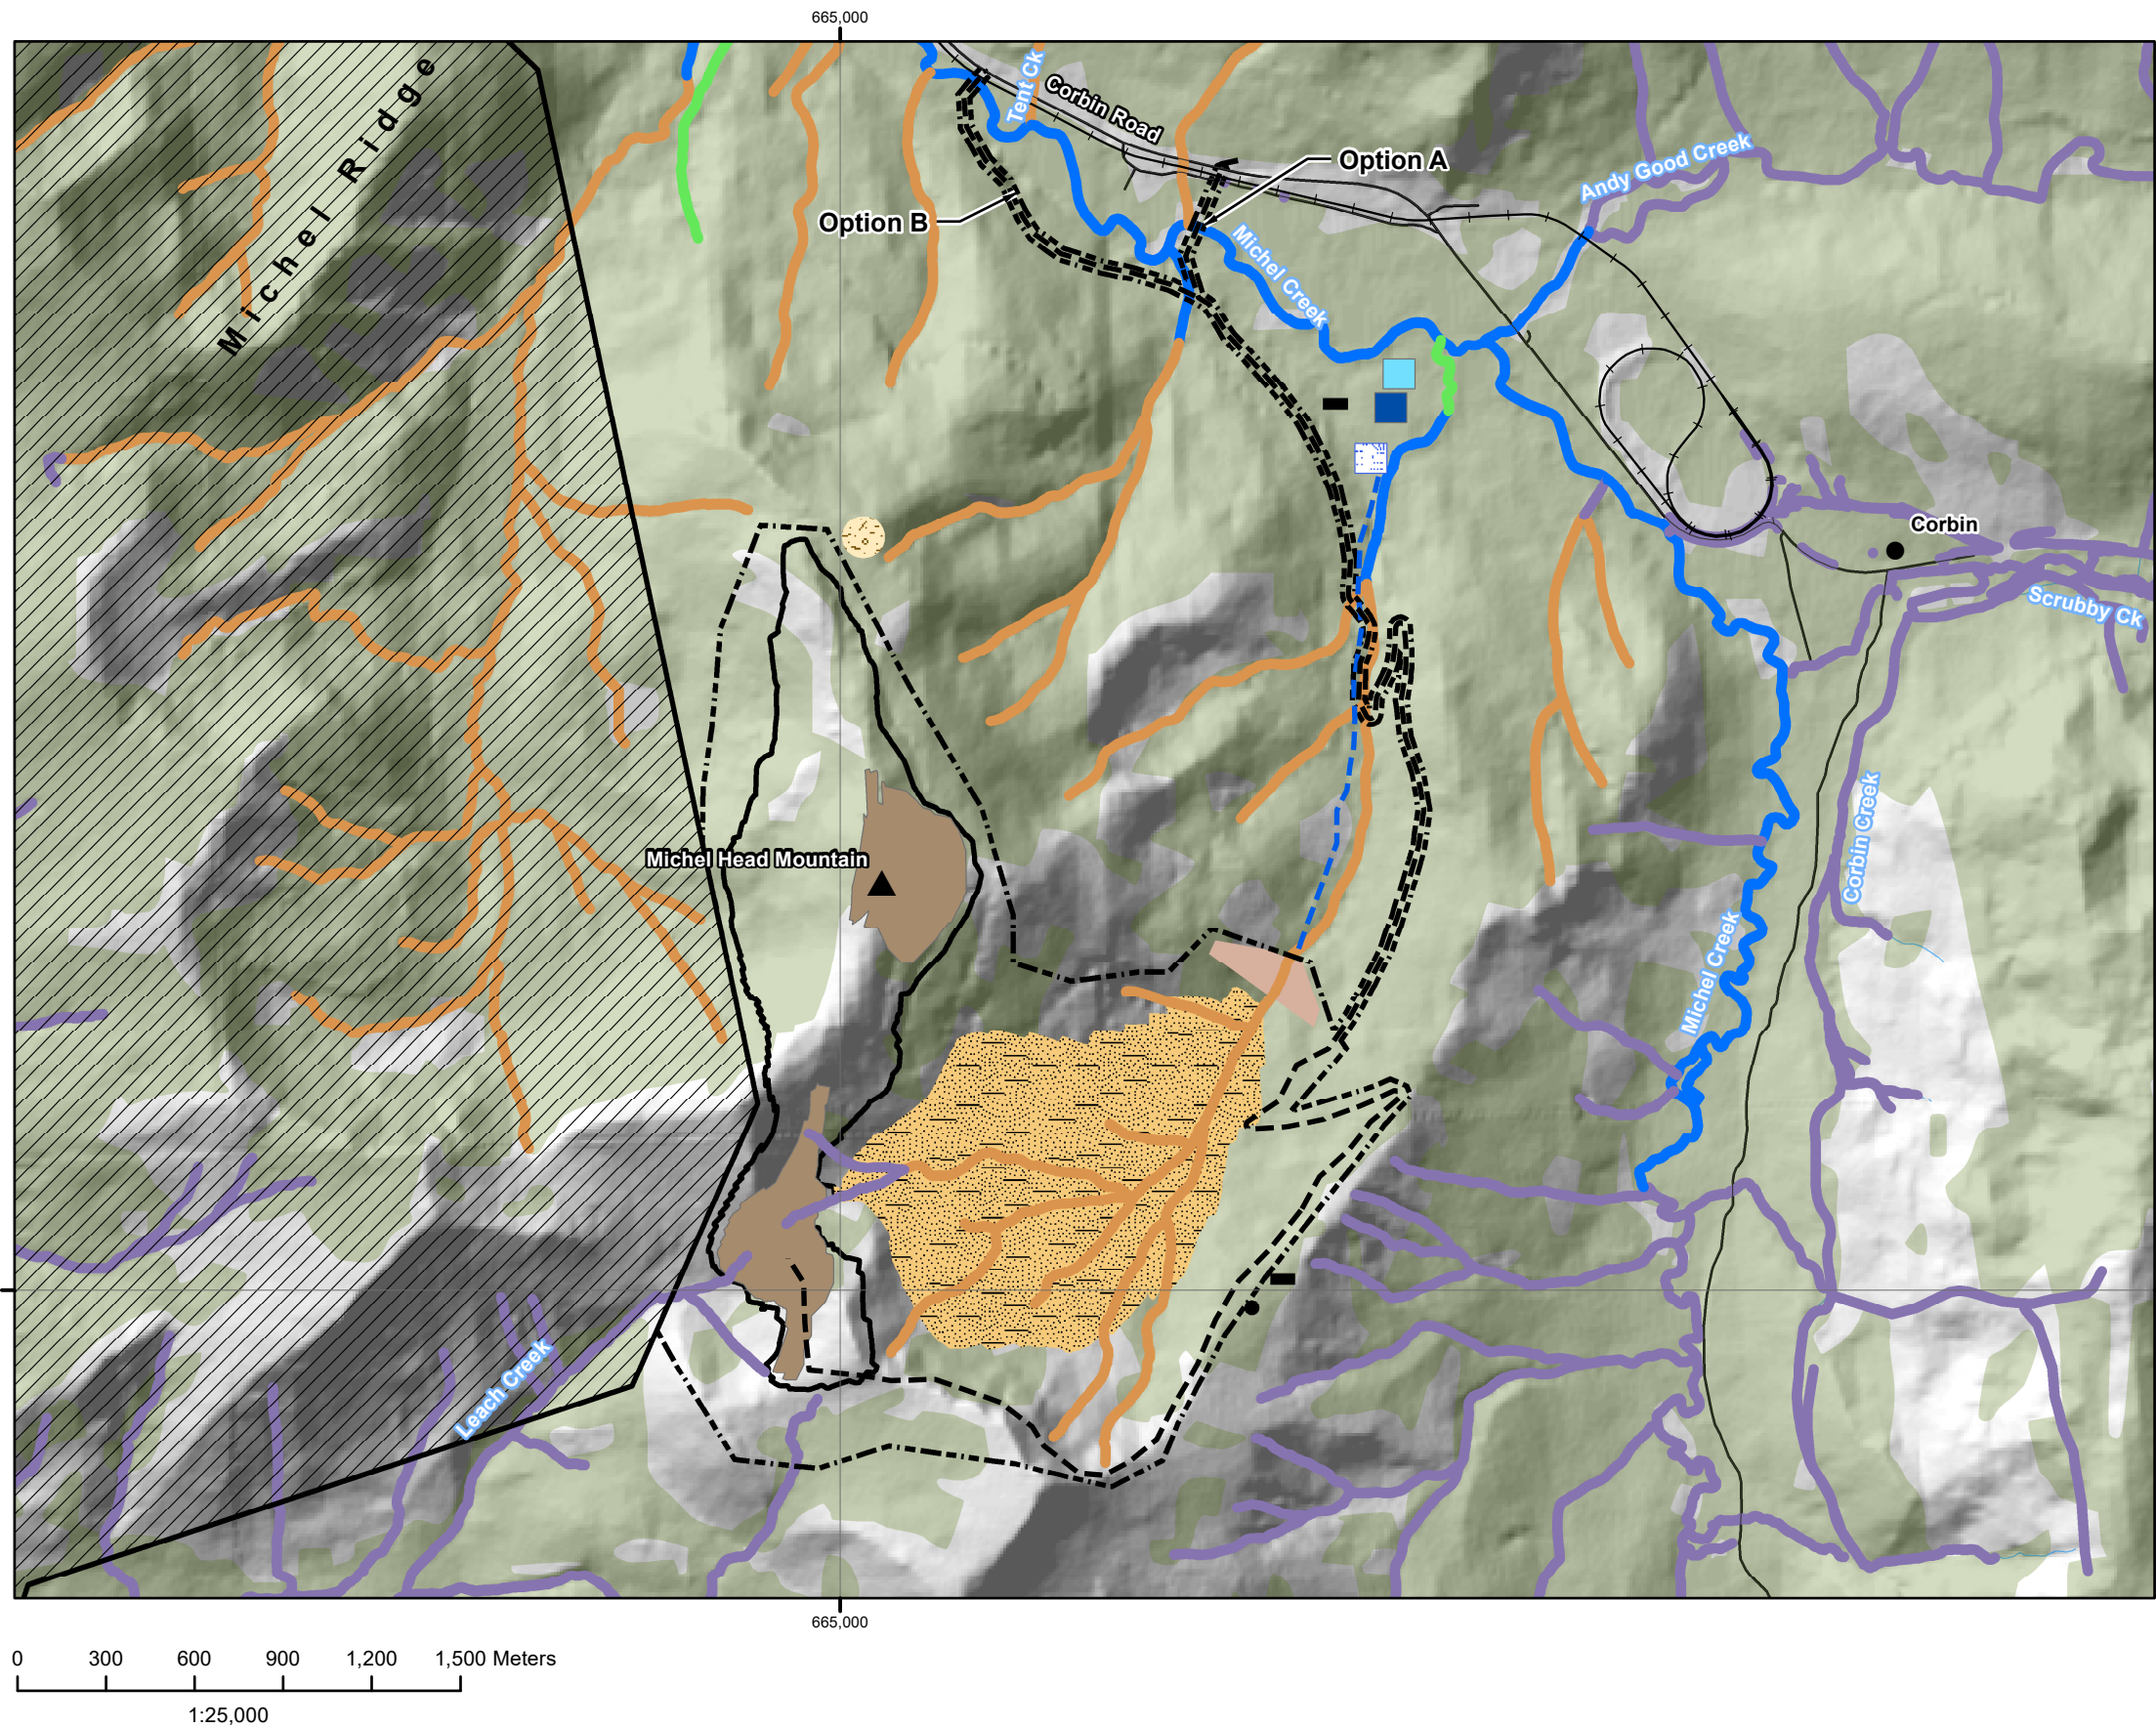 665,000
Michel Ridge
Tent Ck
Corbin Road
Option A
Andy Good Creek
Option B
Michel Creek
Corbin
Scrubby Ck
Michel Head Mountain
Corbin Creek
Michel Creek
Leach Creek
665,000
0 300 600 900 1,200 1,500 Meters
1:25,000